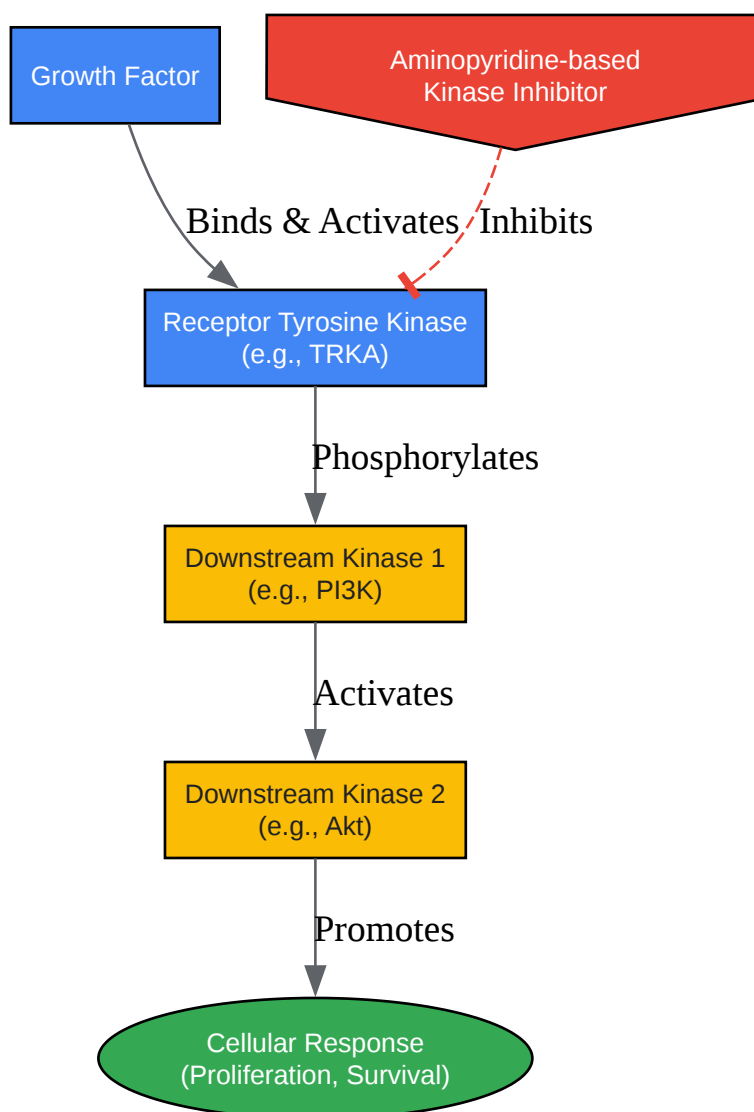 Growth Factor
Aminopyridine-based
Kinase Inhibitor
Binds & Activates
Inhibits
Receptor Tyrosine Kinase
(e.g., TRKA)
Phosphorylates
Downstream Kinase 1
(e.g., PI3K)
Activates
Downstream Kinase 2
(e.g., Akt)
Promotes
Cellular Response
(Proliferation, Survival)